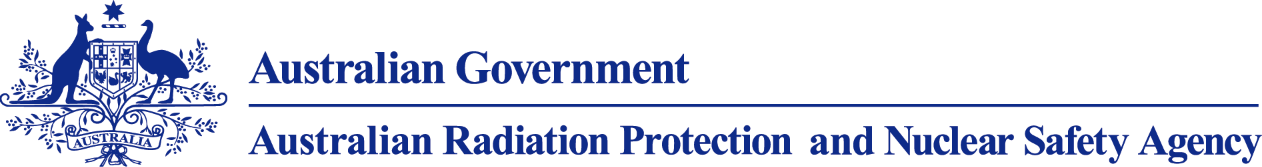 Australian Government
AUSTRALIA
Australian Radiation Protection and Nuclear Safety Agency